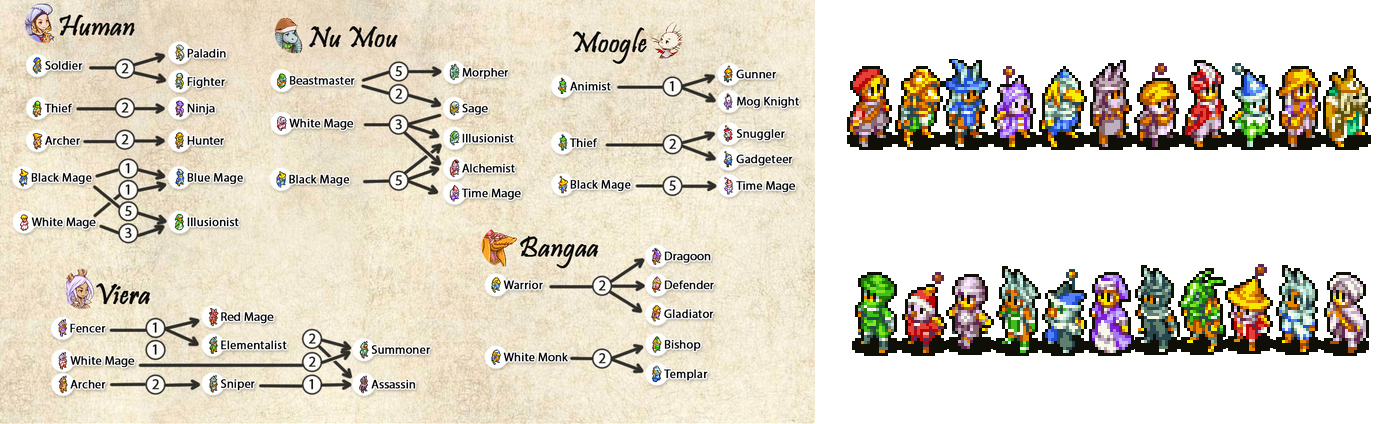 Human
Soldier 2 Paladin
Fighter
Thief 2 Ninja
Archer 2 Hunter
Black Mage 1 Blue Mage
1
5
White Mage 3 Illusionist
Nu Mou
Beastmaster 5 Morpher
2 Sage
White Mage 3 Illusionist
Alchemist
Black Mage 5 Time Mage
Moogle
Animist 1 Gunner
Mog Knight
Thief 2 Snuggler
Gadgeteer
Black Mage 5 Time Mage
Viera
Fencer 1 Red Mage
1 Elementalist
White Mage 2 Summoner
2
Archer 2 Sniper 1 Assassin
Bangaa
Warrior 2 Dragoon
Defender
Gladiator
White Monk 2 Bishop
Templar